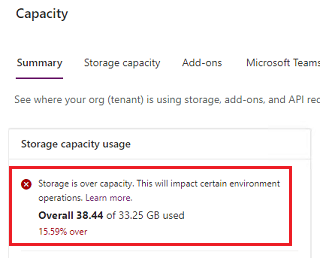 Capacity
Summary Storage capacity Add-ons Microsoft Teams
See where your org (tenant) is using storage, add-ons, and API
Storage capacity usage
Storage is over capacity. This will impact certain environment
operations. Learn more.
Overall 38.44 of 33.25 GB used
15.59% over